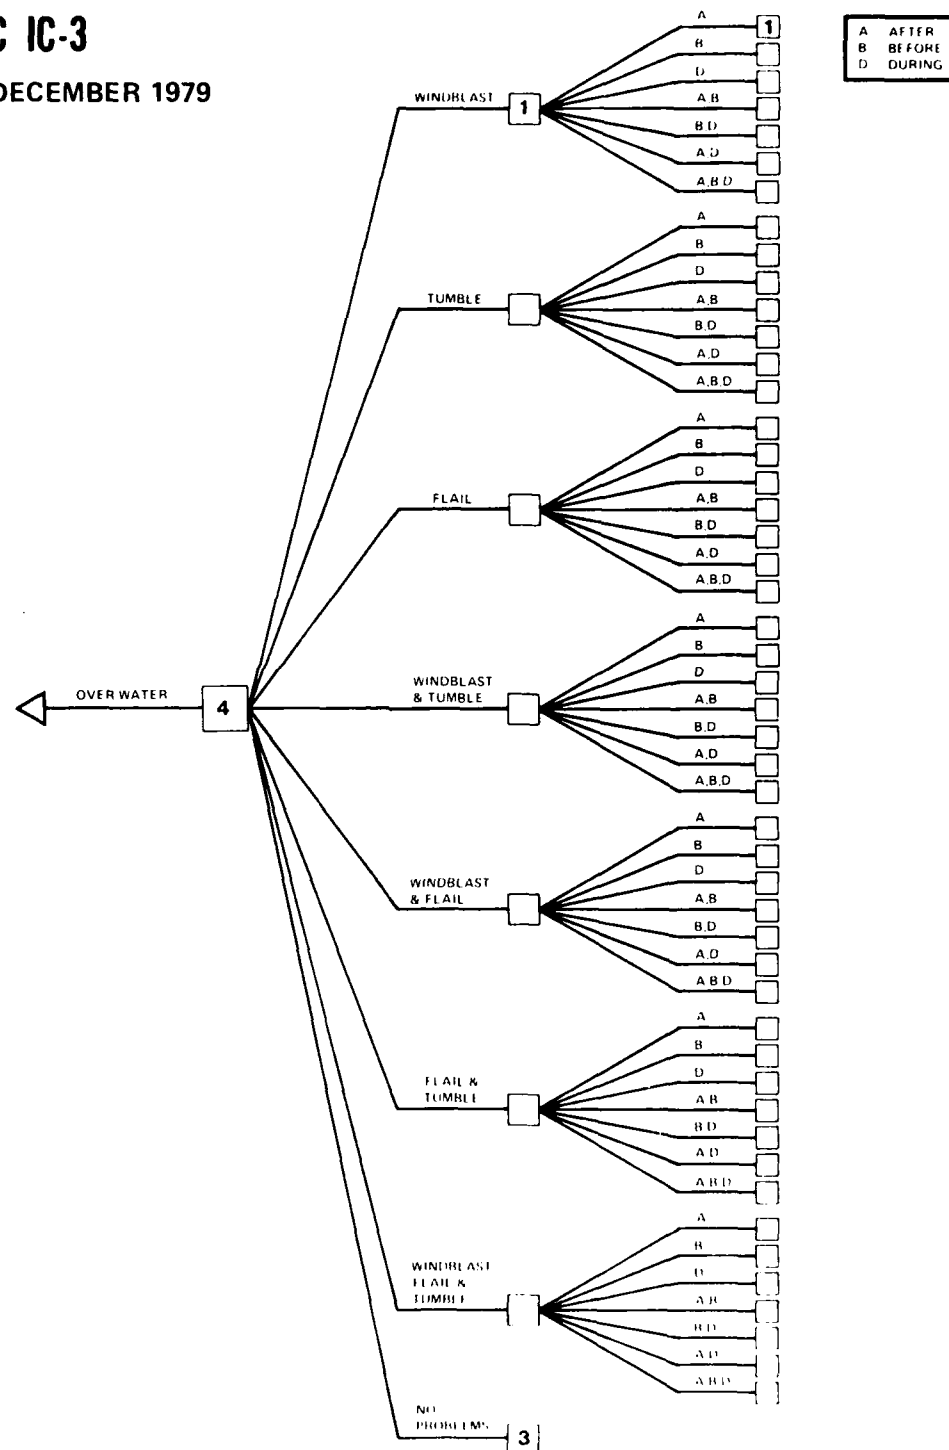 C IC-3
DECEMBER 1979
A AFTER
B BEFORE
D DURING
OVER WATER
4
WINDBLAST
1
A
1
B
D
A,B
B,D
A,D
A,B,D
TUMBLE
A
B
D
A,B
B,D
A,D
A,B,D
FLAIL
A
B
D
A,B
B,D
A,D
A,B,D
WINDBLAST
& TUMBLE
A
B
D
A,B
B,D
A,D
A,B,D
WINDBLAST
& FLAIL
A
B
D
A,B
B,D
A,D
A B D
FLAIL &
TUMBLE
A
B
D
A B
B D
A D
A B D
WINDBLAST
FLAIL &
TUMBLE
A
B
D
A B
B D
A D
A B D
NO
PROBLEMS
3